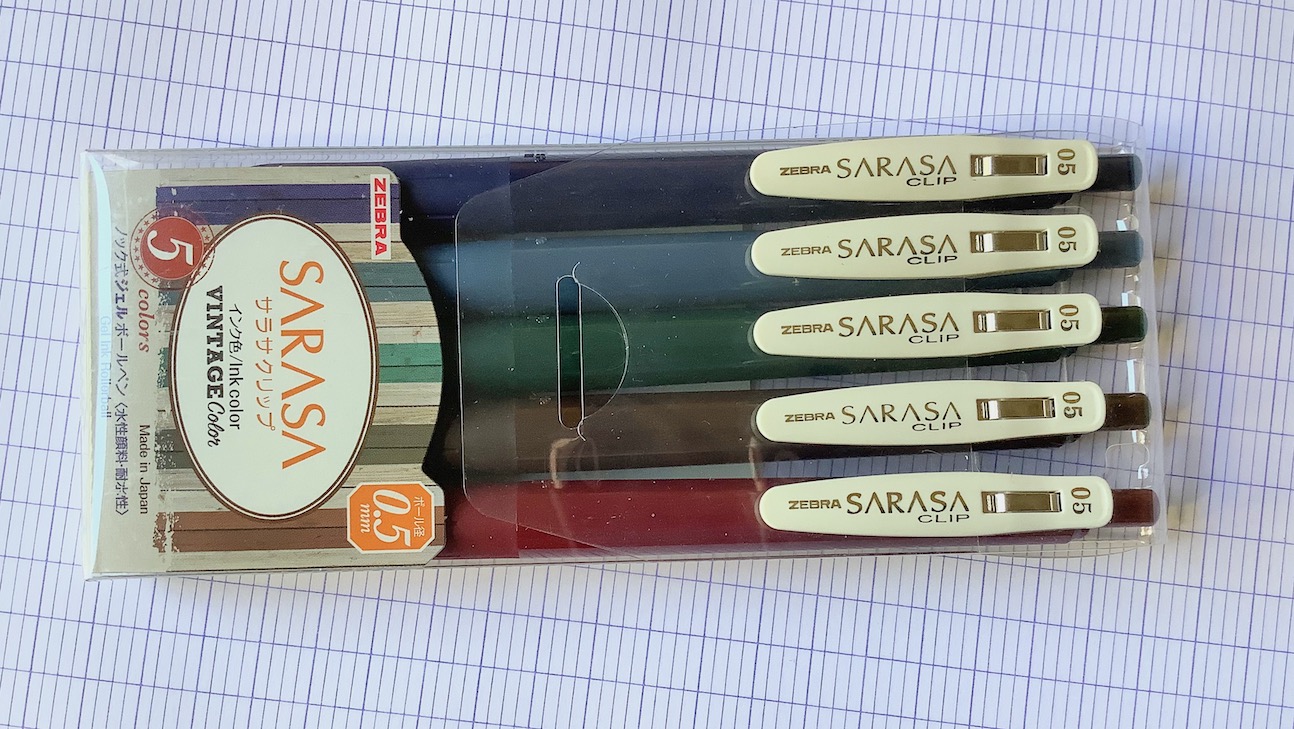 ZEBRA
SARASA
サラサクリップ
インク色/Ink color
VINTAGE Color
5
colors
ボール径
0.5
mm
ノック式ジェルボールペン〈水性顔料・耐水性〉
Made in Japan
Gel Ink Rollerball
ZEBRA SARASA CLIP 05
ZEBRA SARASA CLIP 05
ZEBRA SARASA CLIP 05
ZEBRA SARASA CLIP 05
ZEBRA SARASA CLIP 05